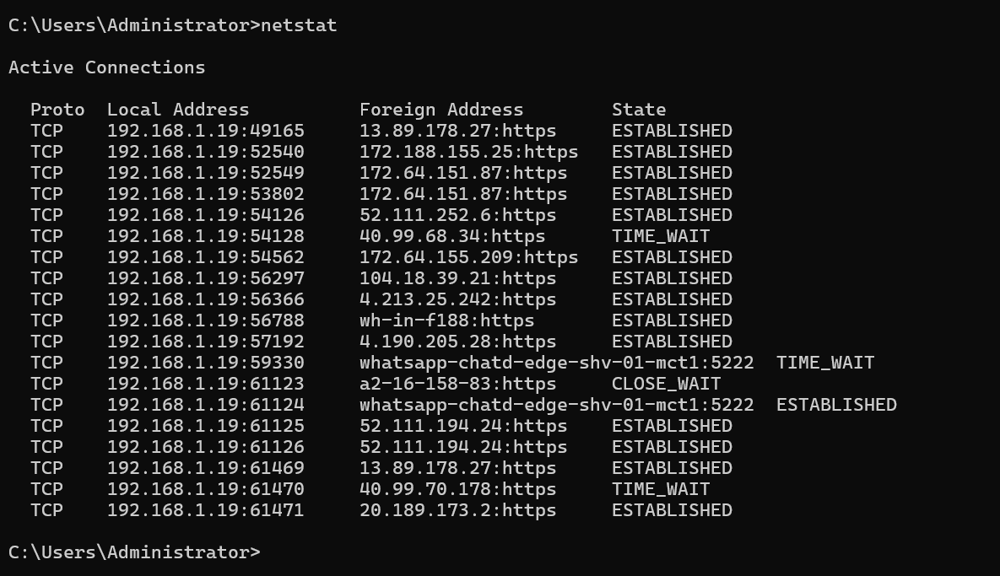 C:\Users\Administrator>netstat
Active Connections
Proto  Local Address          Foreign Address        State
TCP    192.168.1.19:49165     13.89.178.27:https     ESTABLISHED
TCP    192.168.1.19:52540     172.188.155.25:https   ESTABLISHED
TCP    192.168.1.19:52549     172.64.151.87:https    ESTABLISHED
TCP    192.168.1.19:53802     172.64.151.87:https    ESTABLISHED
TCP    192.168.1.19:54126     52.111.252.6:https     ESTABLISHED
TCP    192.168.1.19:54128     40.99.68.34:https      TIME_WAIT
TCP    192.168.1.19:54562     172.64.155.209:https   ESTABLISHED
TCP    192.168.1.19:56297     104.18.39.21:https     ESTABLISHED
TCP    192.168.1.19:56366     4.213.25.242:https     ESTABLISHED
TCP    192.168.1.19:56788     wh-in-f188:https       ESTABLISHED
TCP    192.168.1.19:57192     4.190.205.28:https     ESTABLISHED
TCP    192.168.1.19:59330     whatsapp-chatd-edge-shv-01-mct1:5222  TIME_WAIT
TCP    192.168.1.19:61123     a2-16-158-83:https     CLOSE_WAIT
TCP    192.168.1.19:61124     whatsapp-chatd-edge-shv-01-mct1:5222  ESTABLISHED
TCP    192.168.1.19:61125     52.111.194.24:https    ESTABLISHED
TCP    192.168.1.19:61126     52.111.194.24:https    ESTABLISHED
TCP    192.168.1.19:61469     13.89.178.27:https     ESTABLISHED
TCP    192.168.1.19:61470     40.99.70.178:https     TIME_WAIT
TCP    192.168.1.19:61471     20.189.173.2:https     ESTABLISHED
C:\Users\Administrator>